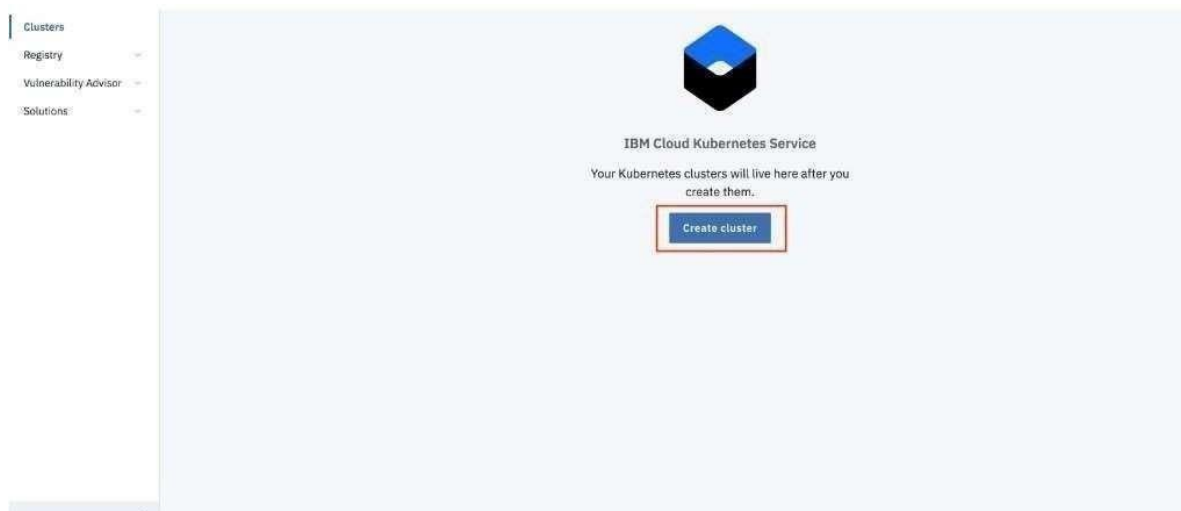 Clusters
Registry
Vulnerability Advisor
Solutions
IBM Cloud Kubernetes Service
Your Kubernetes clusters will live here after you
create them.
Create cluster